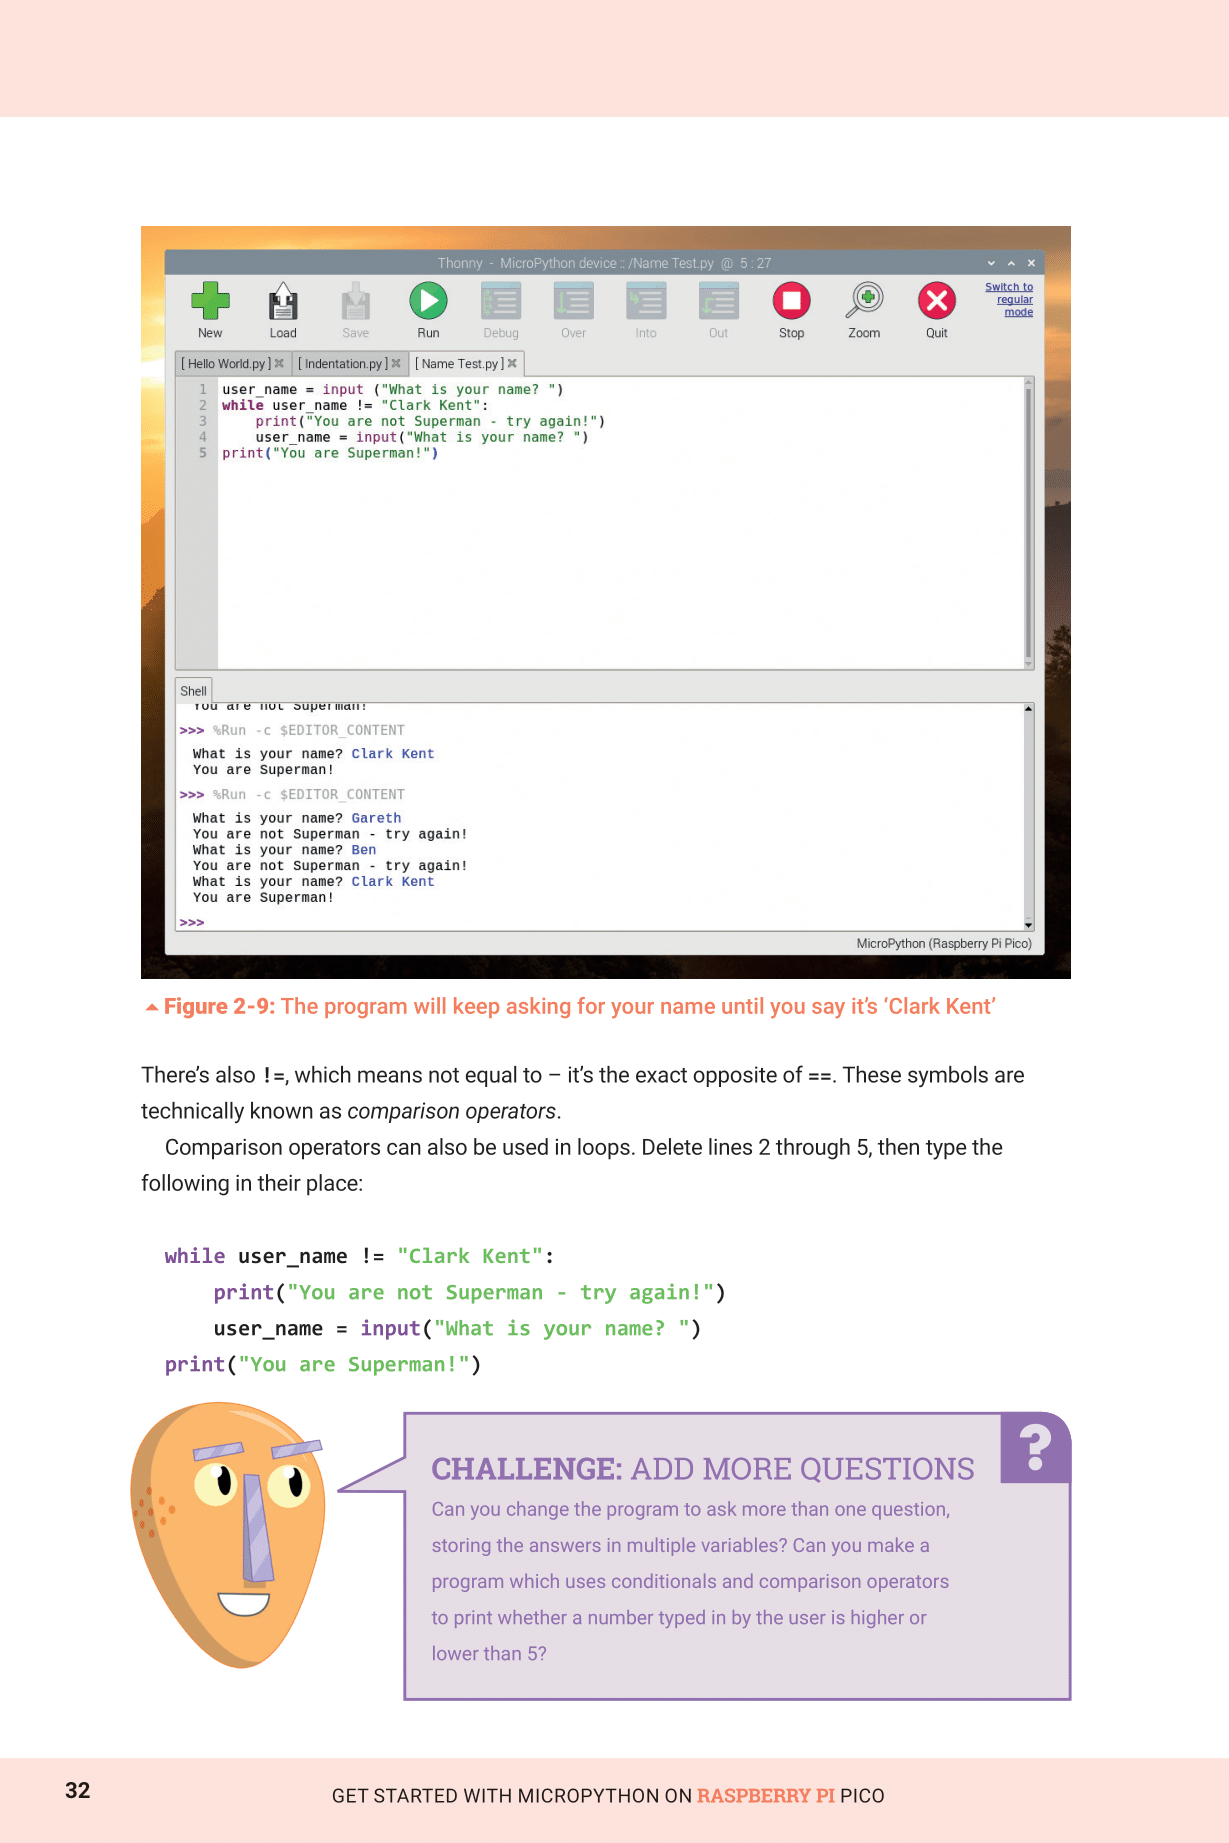 Thonny - MicroPython device :: /Name Test.py @ 5 : 27
New Load Save Run Debug Over Into Out Stop Zoom Quit
Switch to
regular
mode
[ Hello World.py ] [ Indentation.py ] [ Name Test.py ]
1 user_name = input ("What is your name? ")
2 while user_name != "Clark Kent":
3     print("You are not Superman - try again!")
4     user_name = input("What is your name? ")
5 print("You are Superman!")
Shell
You are not Superman!
>>> %Run -c $EDITOR_CONTENT
What is your name? Clark Kent
You are Superman!
>>> %Run -c $EDITOR_CONTENT
What is your name? Gareth
You are not Superman - try again!
What is your name? Ben
You are not Superman - try again!
What is your name? Clark Kent
You are Superman!
>>>
MicroPython (Raspberry Pi Pico)
Figure 2-9: The program will keep asking for your name until you say it’s ‘Clark Kent’
There’s also !=, which means not equal to – it’s the exact opposite of ==. These symbols are
technically known as comparison operators.
Comparison operators can also be used in loops. Delete lines 2 through 5, then type the
following in their place:
while user_name != "Clark Kent":
    print("You are not Superman - try again!")
    user_name = input("What is your name? ")
print("You are Superman!")
?
CHALLENGE: ADD MORE QUESTIONS
Can you change the program to ask more than one question,
storing the answers in multiple variables? Can you make a
program which uses conditionals and comparison operators
to print whether a number typed in by the user is higher or
lower than 5?
32
GET STARTED WITH MICROPYTHON ON RASPBERRY PI PICO